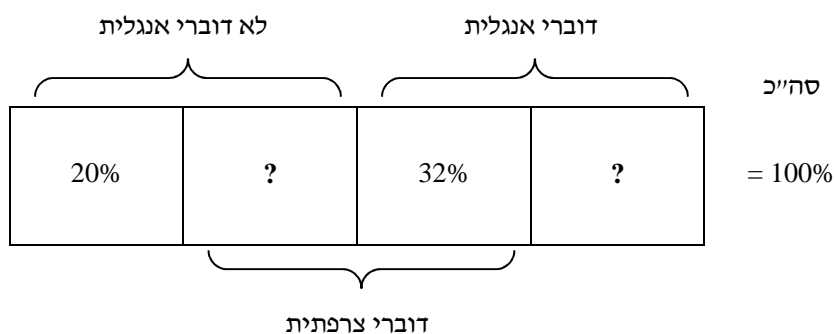 דוברי אנגלית לא דוברי אנגלית
סה״כ
20% ? 32% ? = 100%
דוברי צרפתית